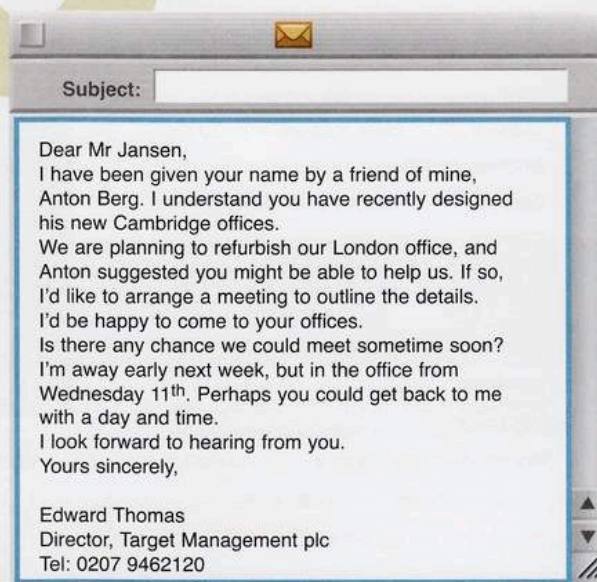 Subject:
Dear Mr Jansen,
I have been given your name by a friend of mine,
Anton Berg. I understand you have recently designed
his new Cambridge offices.
We are planning to refurbish our London office, and
Anton suggested you might be able to help us. If so,
I'd like to arrange a meeting to outline the details.
I'd be happy to come to your offices.
Is there any chance we could meet sometime soon?
I'm away early next week, but in the office from
Wednesday 11th. Perhaps you could get back to me
with a day and time.
I look forward to hearing from you.
Yours sincerely,
Edward Thomas
Director, Target Management plc
Tel: 0207 9462120